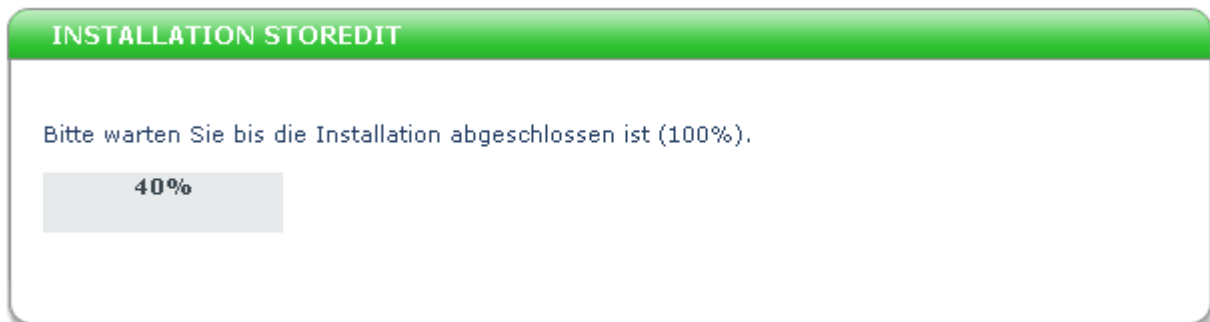 INSTALLATION STOREDIT
Bitte warten Sie bis die Installation abgeschlossen ist (100%).
40%